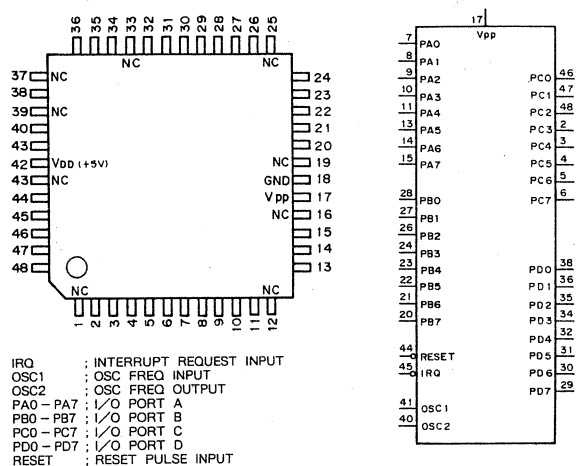 36 35 34 33 32 31 30 29 28 27 26 25
NC NC
37 NC
38
39 NC
40
43
42 VDD (+5V)
43 NC
44
45
46
47
48
24
23
22
21
20
NC 19
GND 18
Vpp 17
NC 16
15
14
13
NC NC
1 2 3 4 5 6 7 8 9 10 11 12
IRQ ; INTERRUPT REQUEST INPUT
OSC1 ; OSC FREQ INPUT
OSC2 ; OSC FREQ OUTPUT
PA0 – PA7 ; I/O PORT A
PB0 – PB7 ; I/O PORT B
PC0 – PC7 ; I/O PORT C
PD0 – PD7 ; I/O PORT D
RESET ; RESET PULSE INPUT
17
Vpp
7 PA0
8 PA1
9 PA2
10 PA3
11 PA4
13 PA5
14 PA6
15 PA7
28 PB0
27 PB1
26 PB2
24 PB3
23 PB4
22 PB5
21 PB6
20 PB7
44 RESET
45 IRQ
41 OSC1
40 OSC2
PC0 46
PC1 47
PC2 48
PC3 2
PC4 3
PC5 4
PC6 5
PC7 6
PD0 38
PD1 36
PD2 35
PD3 34
PD4 32
PD5 31
PD6 30
PD7 29